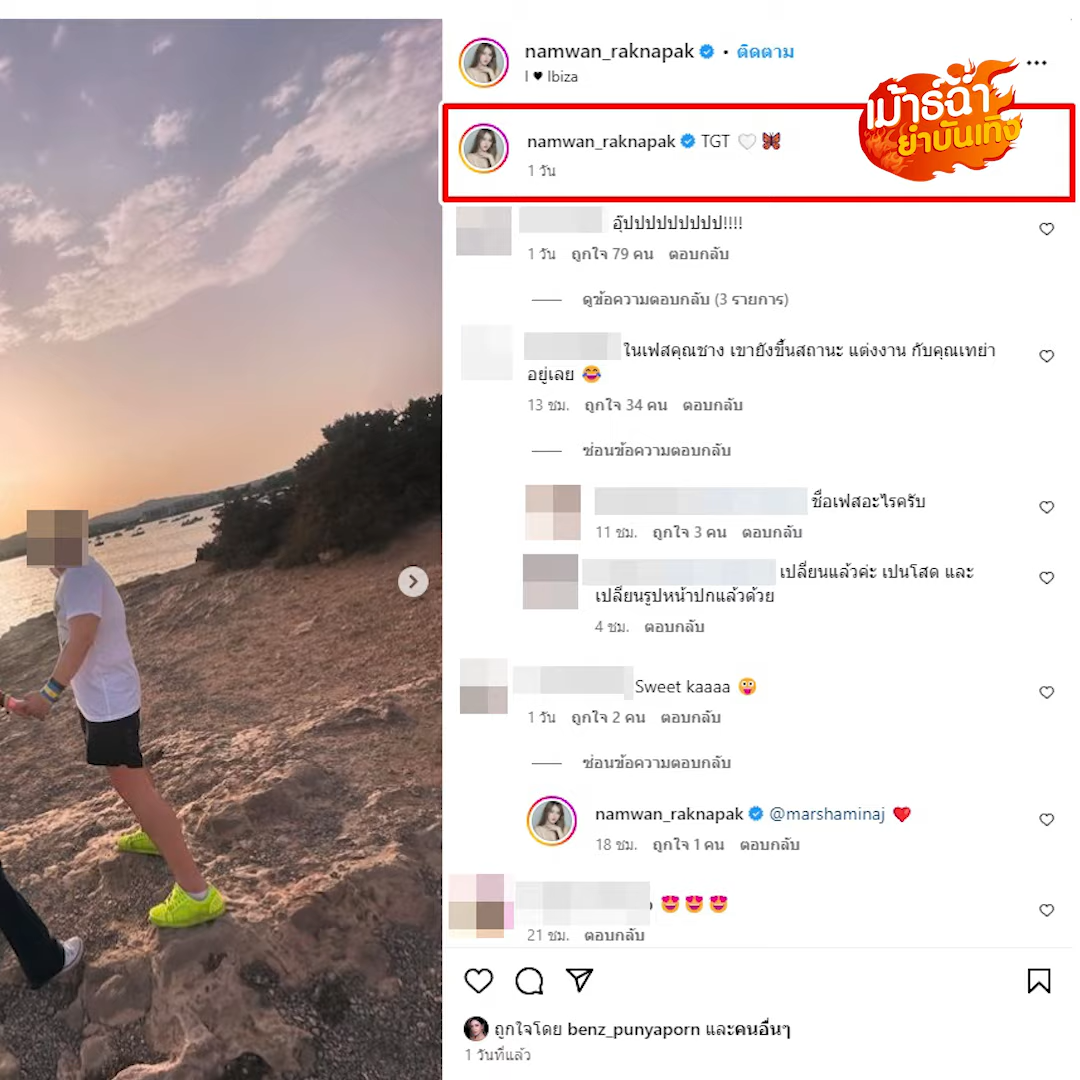 namwan_raknapak • ติดตาม
I ♥ Ibiza
เม้าธ์ฉ่ำ
ยำบันเทิง
namwan_raknapak TGT 🤍 🦋
1 วัน
อุ๊ปปปปปปปปป!!!!
1 วัน ถูกใจ 79 คน ตอบกลับ
ดูข้อความตอบกลับ (3 รายการ)
ในเฟสคุณชาง เขายังขึ้นสถานะ แต่งงาน กับคุณเทย่า
อยู่เลย 😂
13 ชม. ถูกใจ 34 คน ตอบกลับ
ซ่อนข้อความตอบกลับ
ชื่อเฟสอะไรครับ
11 ชม. ถูกใจ 3 คน ตอบกลับ
เปลี่ยนแล้วค่ะ เปนโสด และ
เปลี่ยนรูปหน้าปกแล้วด้วย
4 ชม. ตอบกลับ
Sweet kaaaa 🤪
1 วัน ถูกใจ 2 คน ตอบกลับ
ซ่อนข้อความตอบกลับ
namwan_raknapak @marshaminaj ❤️
18 ชม. ถูกใจ 1 คน ตอบกลับ
😍 😍 😍
21 ชม. ตอบกลับ
ถูกใจโดย benz_punyaporn และคนอื่นๆ
1 วันที่แล้ว